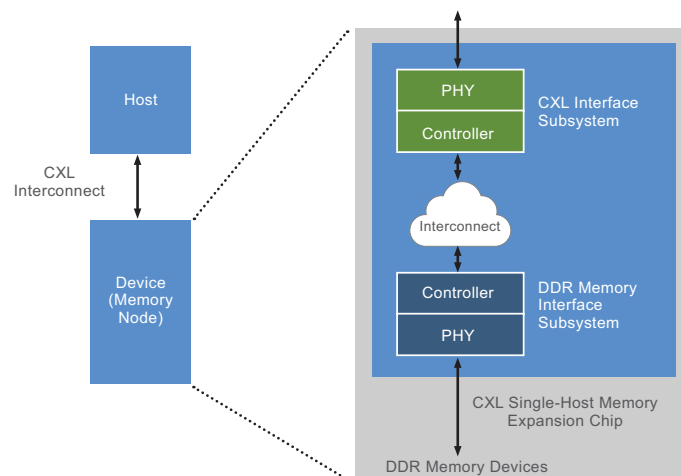 Host
CXL
Interconnect
Device
(Memory
Node)
PHY
Controller
CXL Interface
Subsystem
Interconnect
Controller
PHY
DDR Memory
Interface
Subsystem
CXL Single-Host Memory
Expansion Chip
DDR Memory Devices